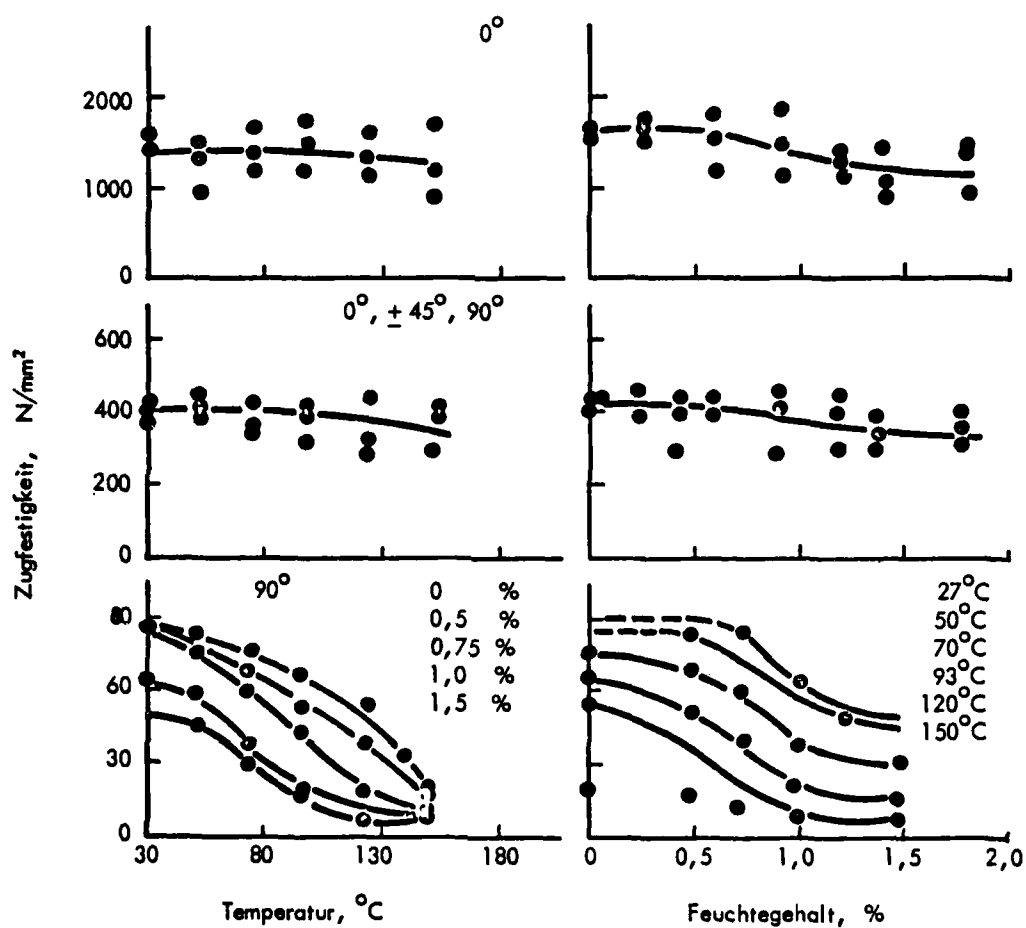 0°
2000
1000
0
0°, ± 45°, 90°
600
400
200
0
Zugfestigkeit, N/mm²
90°
0 %
0,5 %
0,75 %
1,0 %
1,5 %
80
60
30
0
30 80 130 180
Temperatur, °C
27°C
50°C
70°C
93°C
120°C
150°C
0 0,5 1,0 1,5 2,0
Feuchtegehalt, %